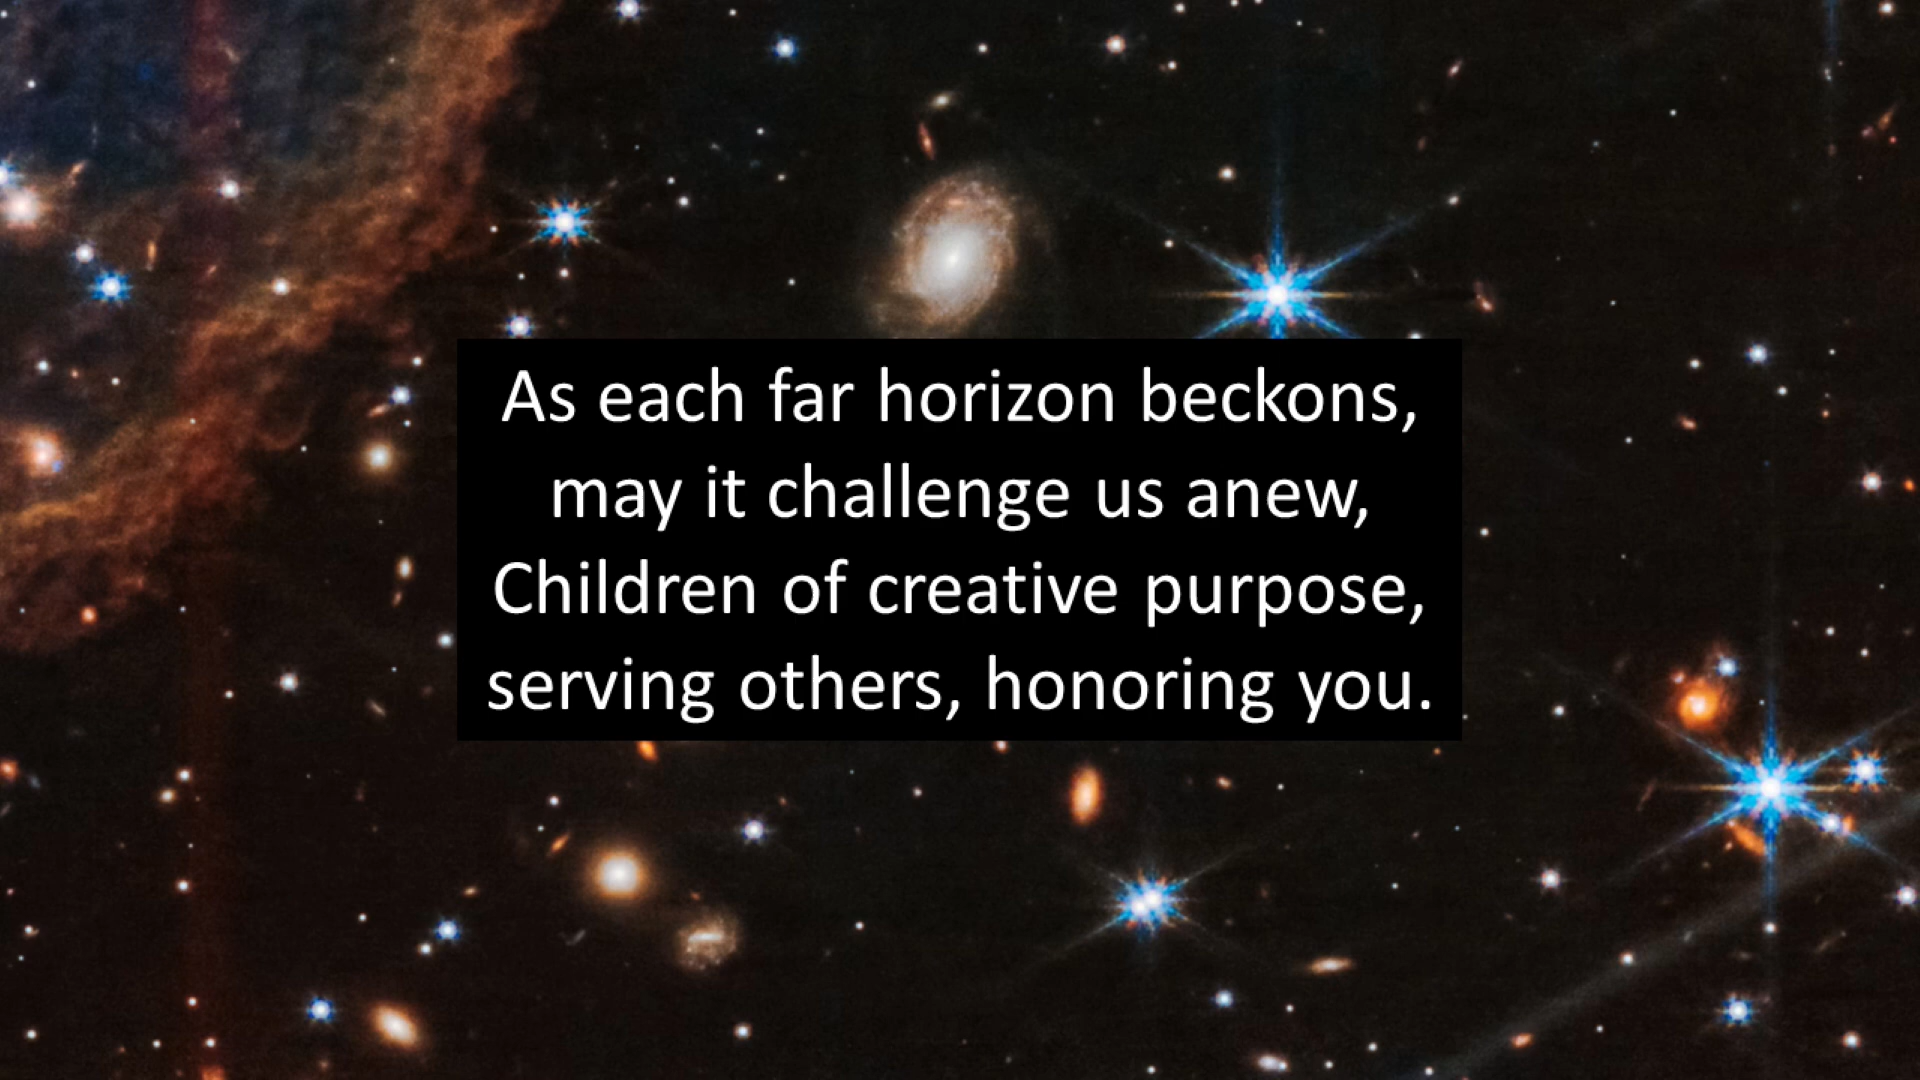 As each far horizon beckons,
may it challenge us anew,
Children of creative purpose,
serving others, honoring you.